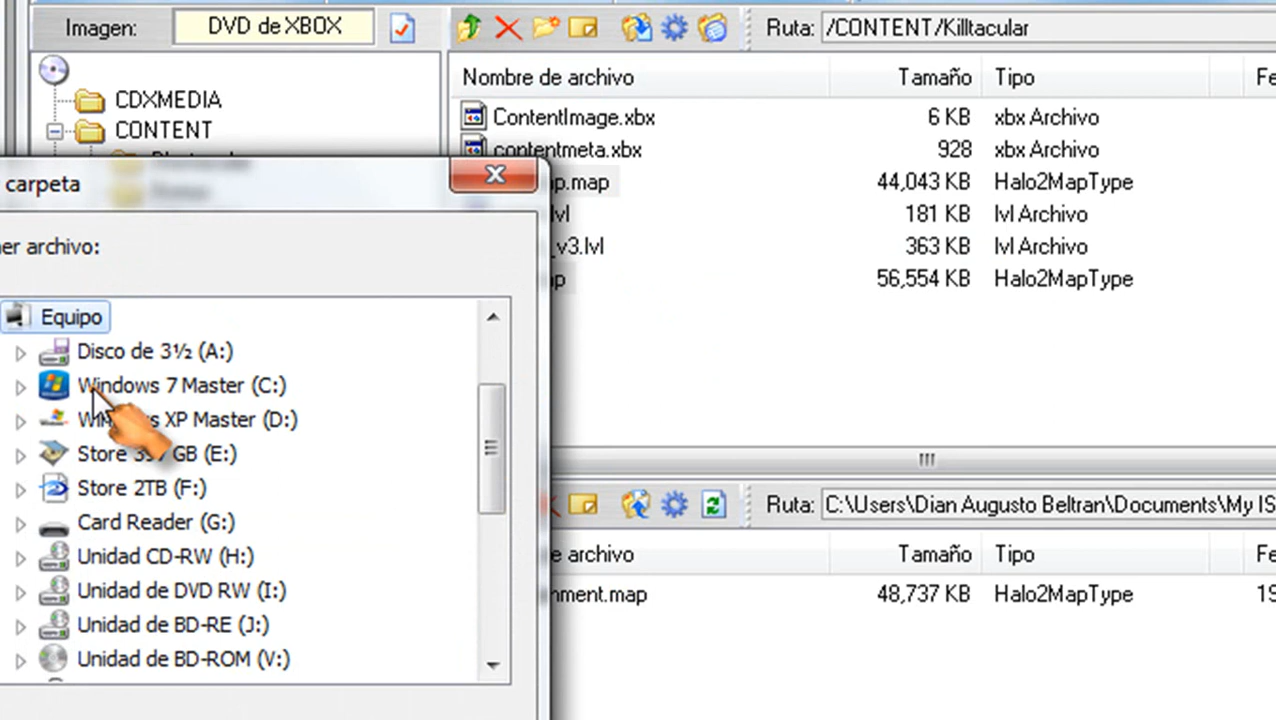 Imagen: DVD de XBOX
Ruta: /CONTENT/Killtacular
CDXMEDIA
CONTENT
Nombre de archivo Tamaño Tipo Fe
ContentImage.xbx 6 KB xbx Archivo
contentmeta.xbx 928 xbx Archivo
p.map 44,043 KB Halo2MapType
lvl 181 KB lvl Archivo
_v3.lvl 363 KB lvl Archivo
p 56,554 KB Halo2MapType
carpeta
er archivo:
Equipo
Disco de 3½ (A:)
Windows 7 Master (C:)
XP Master (D:)
Store GB (E:)
Store 2TB (F:)
Card Reader (G:)
Unidad CD-RW (H:)
Unidad de DVD RW (I:)
Unidad de BD-RE (J:)
Unidad de BD-ROM (V:)
Ruta: C:\Users\Dian Augusto Beltran\Documents\My IS
e archivo Tamaño Tipo Fe
nment.map 48,737 KB Halo2MapType 19